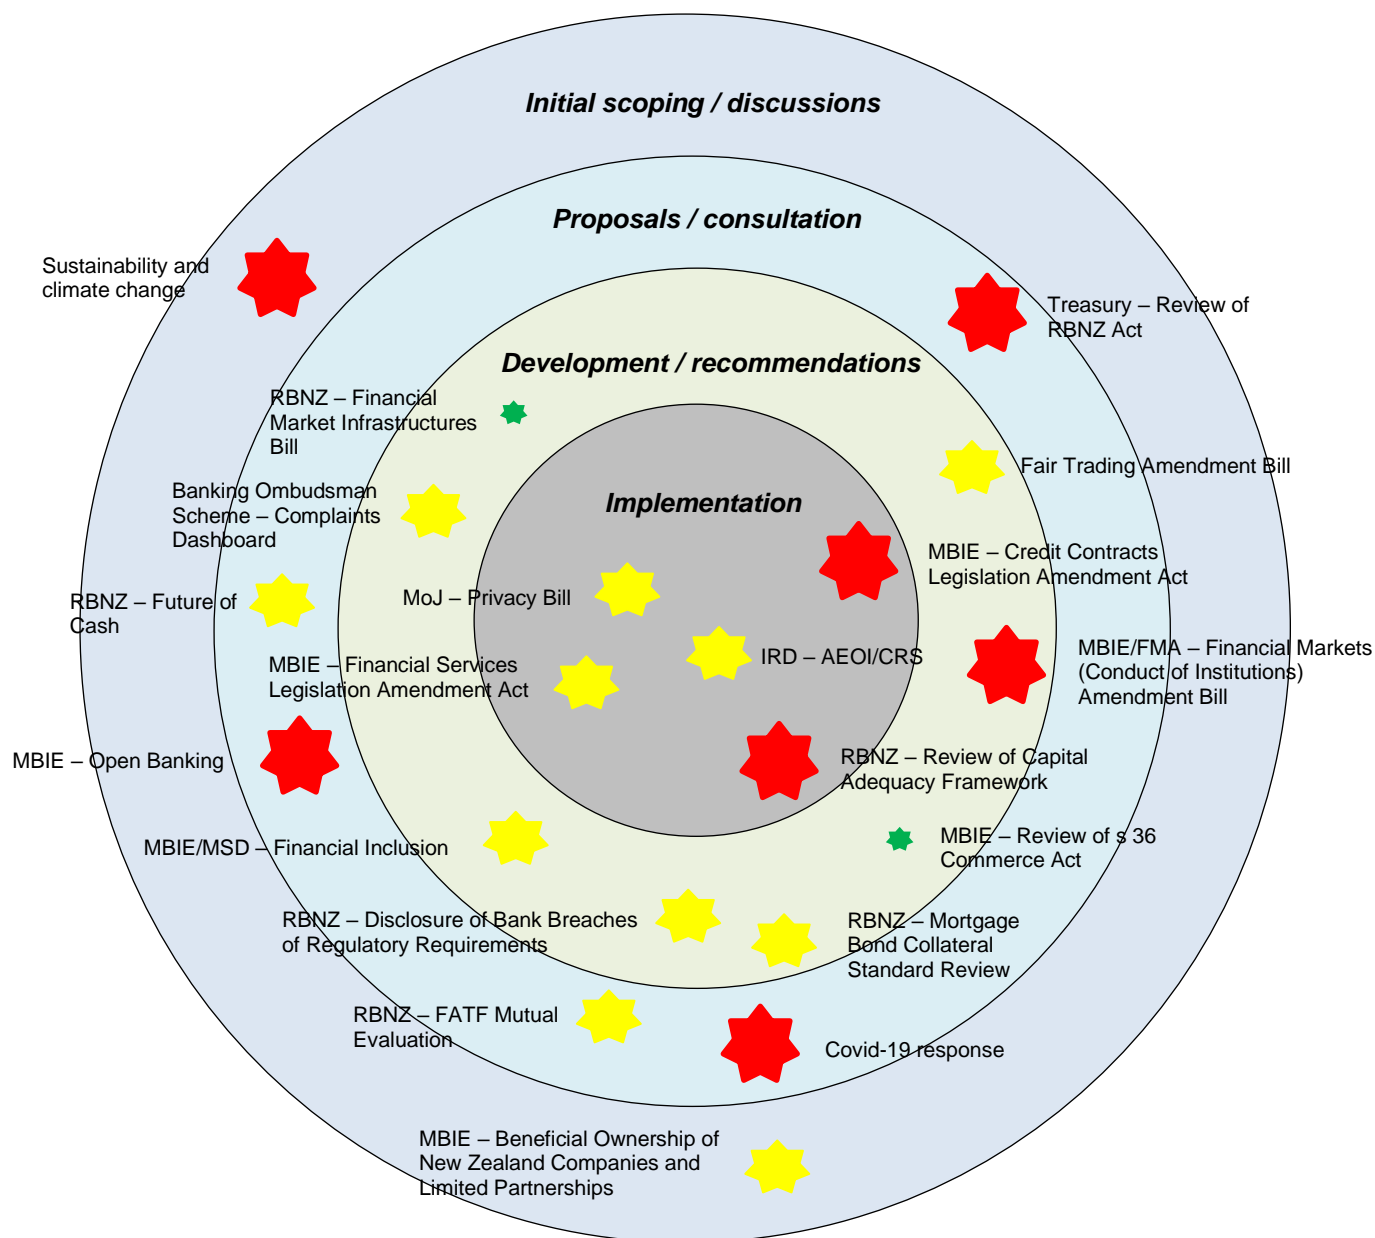 Initial scoping / discussions
Proposals / consultation
Sustainability and
climate change
Treasury – Review of
RBNZ Act
Development / recommendations
RBNZ – Financial
Market Infrastructures
Bill
Fair Trading Amendment Bill
Banking Ombudsman
Scheme – Complaints
Dashboard
Implementation
MBIE – Credit Contracts
Legislation Amendment Act
RBNZ – Future of
Cash
MoJ – Privacy Bill
MBIE – Financial Services
Legislation Amendment Act
IRD – AEOI/CRS
MBIE/FMA – Financial Markets
(Conduct of Institutions)
Amendment Bill
MBIE – Open Banking
RBNZ – Review of Capital
Adequacy Framework
MBIE/MSD – Financial Inclusion
MBIE – Review of s 36
Commerce Act
RBNZ – Disclosure of Bank Breaches
of Regulatory Requirements
RBNZ – Mortgage
Bond Collateral
Standard Review
RBNZ – FATF Mutual
Evaluation
Covid-19 response
MBIE – Beneficial Ownership of
New Zealand Companies and
Limited Partnerships